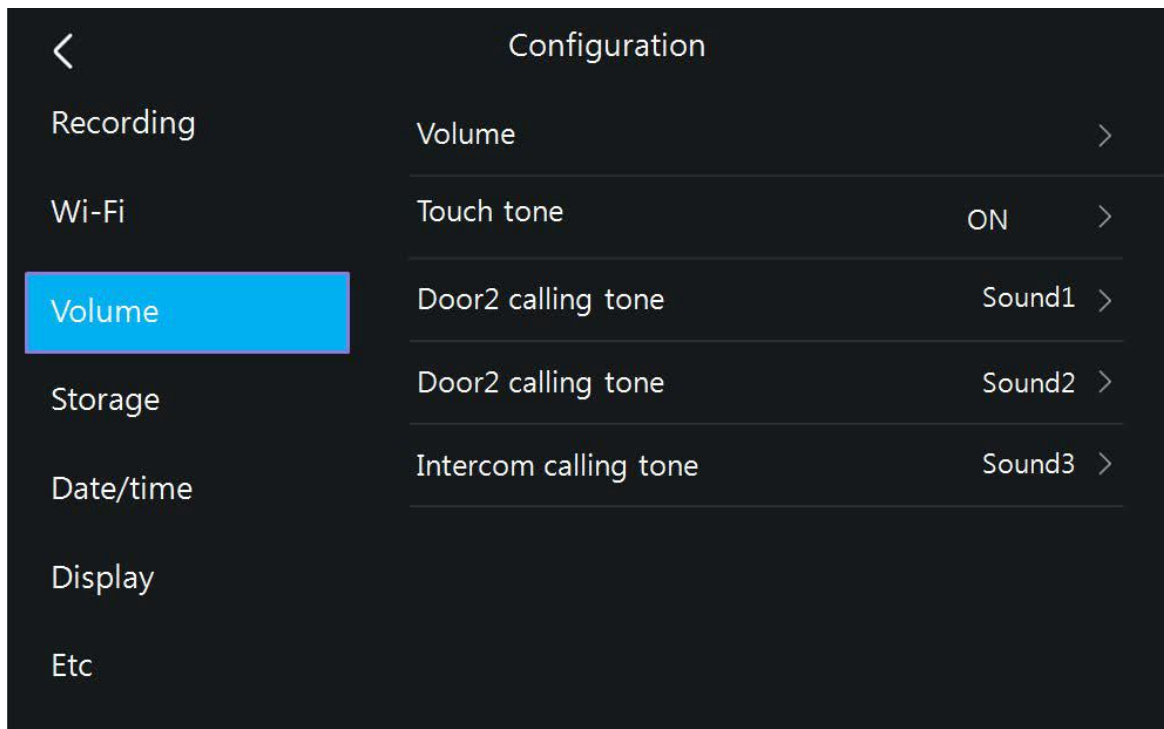 Configuration
Recording
Wi-Fi
Volume
Storage
Date/time
Display
Etc
Volume
Touch tone ON
Door2 calling tone Sound1
Door2 calling tone Sound2
Intercom calling tone Sound3